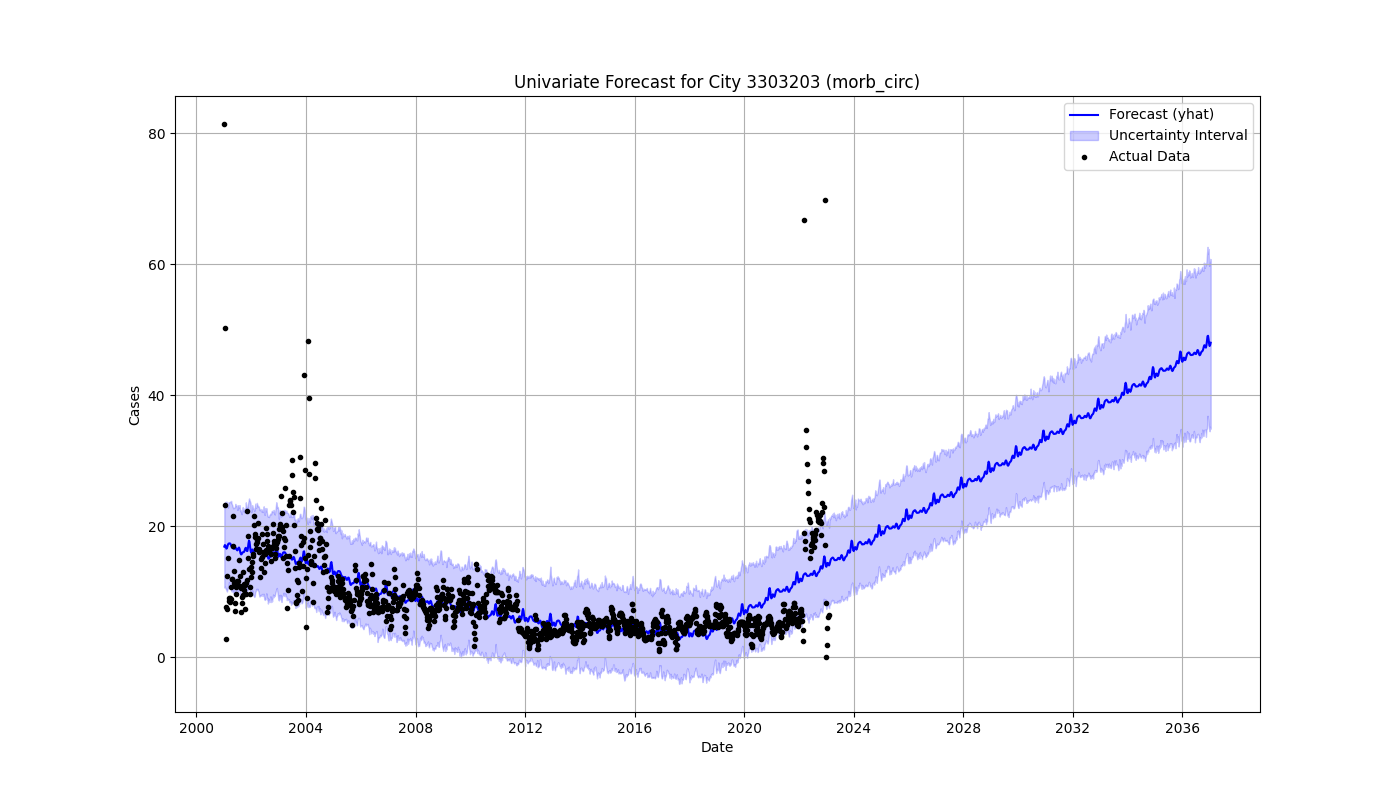 Univariate Forecast for City 3303203 (morb_circ)
Forecast (yhat)
Uncertainty Interval
Actual Data
Cases
80
60
40
20
0
2000 2004 2008 2012 2016 2020 2024 2028 2032 2036
Date